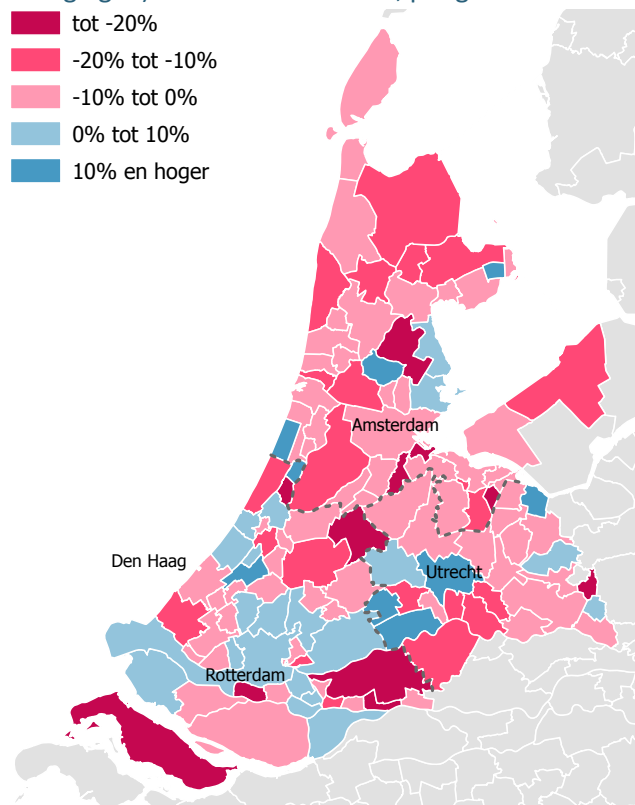 tot -20%
-20% tot -10%
-10% tot 0%
0% tot 10%
10% en hoger
Amsterdam
Den Haag
Utrecht
Rotterdam